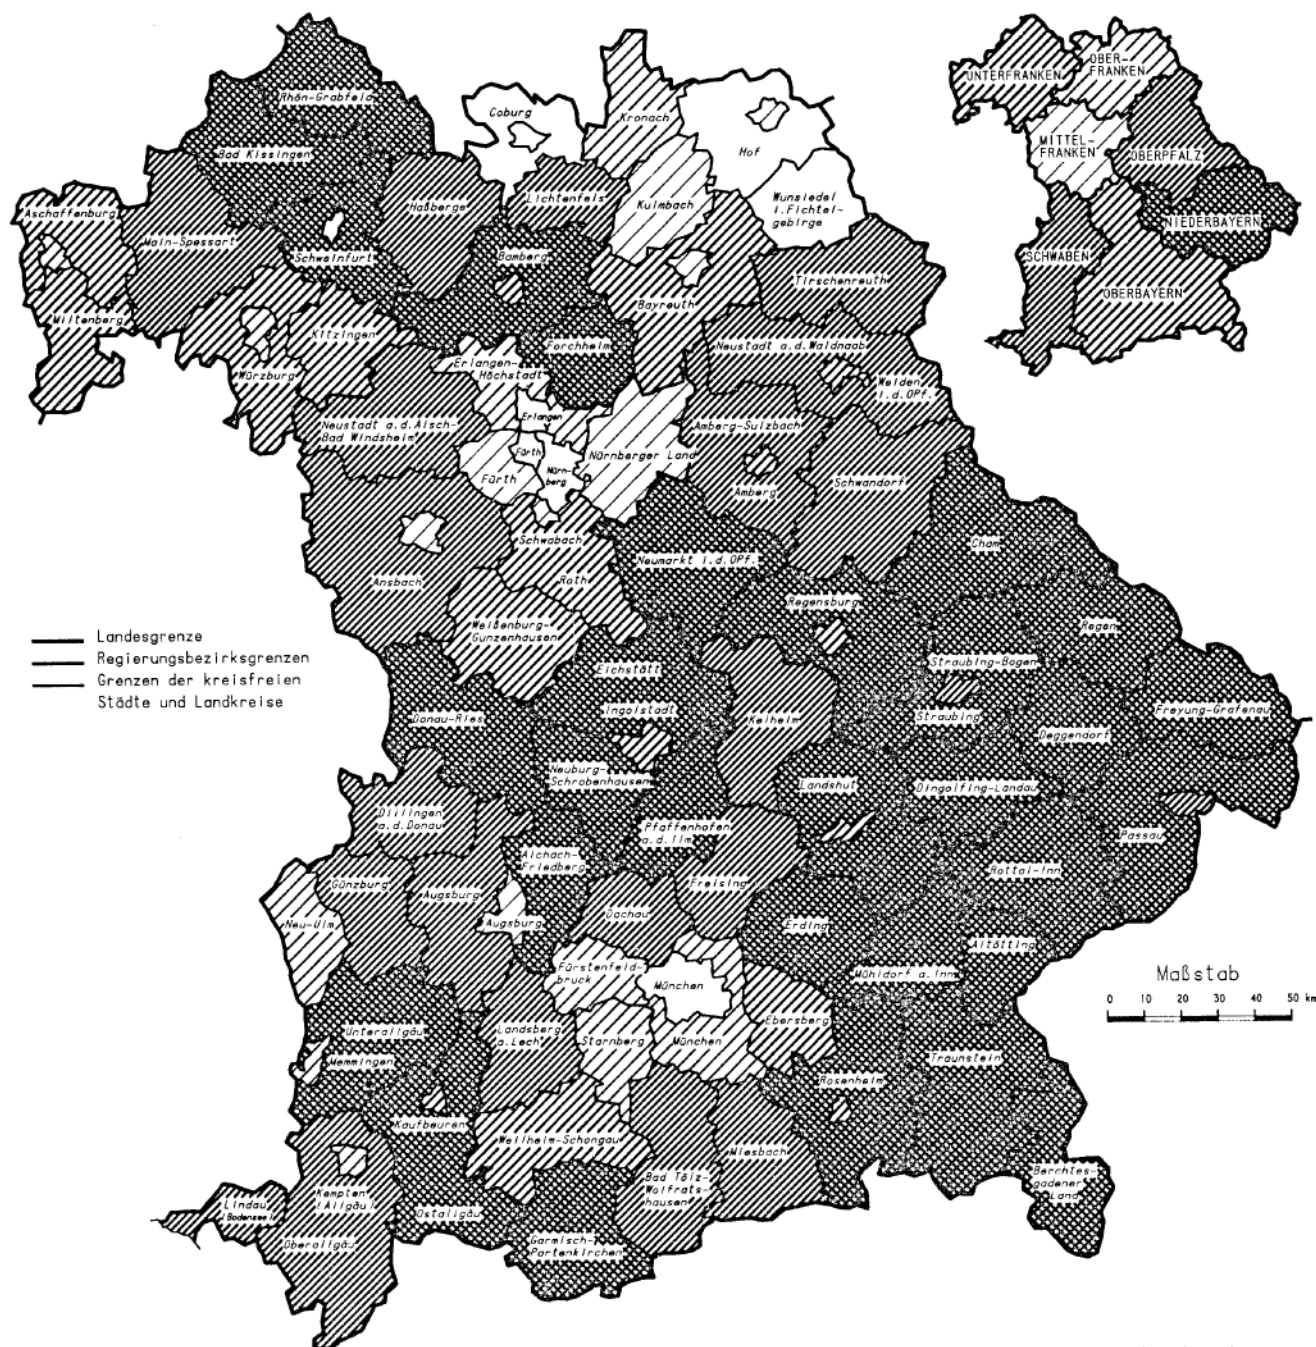 Rhön-Grabfeld
Bad Kissingen
Coburg
Kronach
Hof
Aschaffenburg
Main-Spessart
Haßberge
Lichtenfels
Kulmbach
Wunsiedel
i.Fichtel-
gebirge
Schweinfurt
Bamberg
Tirschenreuth
Miltenberg
Bayreuth
Kitzingen
Würzburg
Forchheim
Neustadt a.d.Waldnaab
Erlangen-
Höchstadt
Weiden
i.d.OPf.
Erlangen
Neustadt a.d.Aisch-
Bad Windsheim
Amberg-Sulzbach
Fürth
Nürnberger Land
Fürth
Nürn-
berg
Amberg
Schwandorf
Schwabach
Cham
Neumarkt i.d.OPf.
Ansbach
Roth
Regensburg
Weißenburg-
Gunzenhausen
Regen
Eichstätt
Straubing-Bogen
Donau-Ries
Ingolstadt
Kelheim
Straubing
Freyung-Grafenau
Deggendorf
Neuburg-
Schrobenhausen
Landshut
Dingolfing-Landau
Dillingen
a.d.Donau
Pfaffenhofen
a.d.Ilm
Passau
Aichach-
Friedberg
Rottal-Inn
Günzburg
Augsburg
Freising
Neu-Ulm
Augsburg
Dachau
Erding
Altötting
Fürstenfeld-
bruck
München
Mühldorf a.Inn
Unterallgäu
Landsberg
a.Lech
Starnberg
Ebersberg
München
Memmingen
Traunstein
Rosenheim
Kaufbeuren
Weilheim-Schongau
Miesbach
Bad Tölz-
Wolfrats-
hausen
Berchtes-
gadener
Land
Lindau
(Bodensee)
Kempten
(Allgäu)
Ostallgäu
Oberallgäu
Garmisch-
Partenkirchen
UNTERFRANKEN
OBER-
FRANKEN
MITTEL-
FRANKEN
OBERPFALZ
NIEDERBAYERN
SCHWABEN
OBERBAYERN
Landesgrenze
Regierungsbezirksgrenzen
Grenzen der kreisfreien
Städte und Landkreise
Maßstab
0 10 20 30 40 50 km